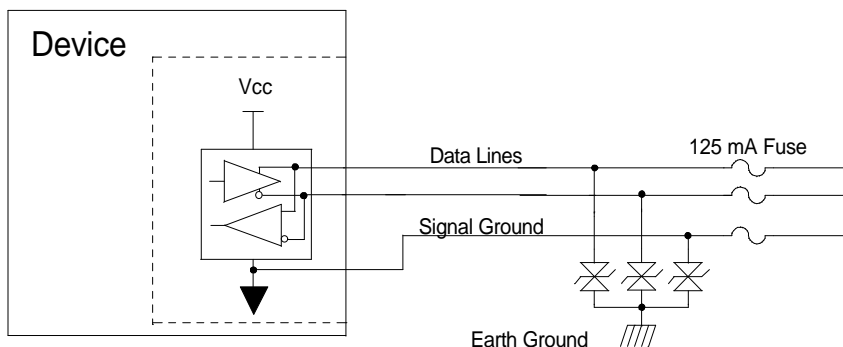 Device
Vcc
Data Lines
125 mA Fuse
Signal Ground
Earth Ground